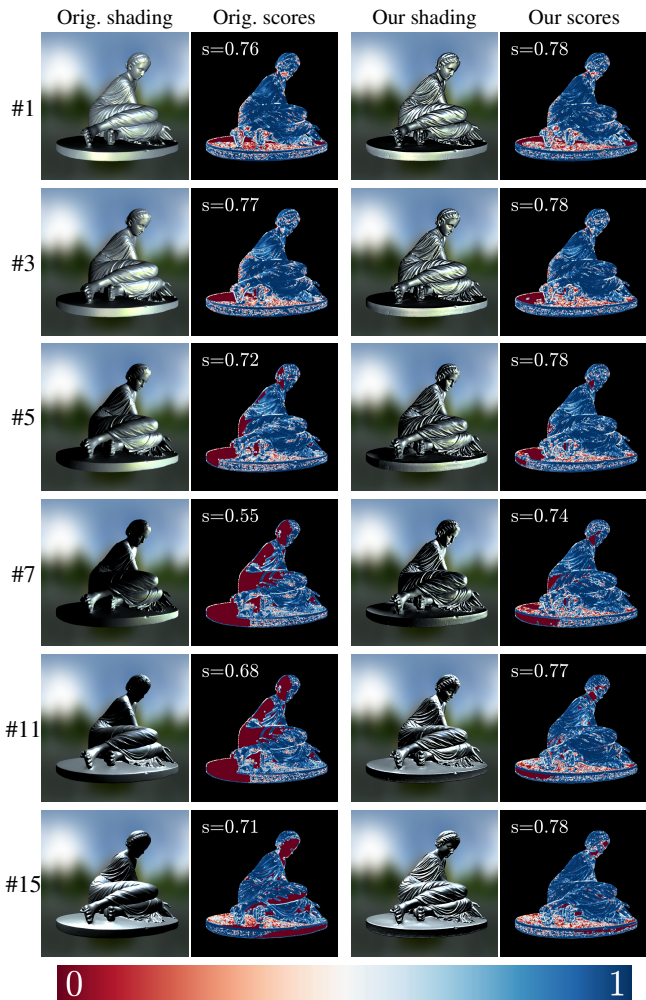 Orig. shading Orig. scores Our shading Our scores
#1 s=0.76 s=0.78
#3 s=0.77 s=0.78
#5 s=0.72 s=0.78
#7 s=0.55 s=0.74
#11 s=0.68 s=0.77
#15 s=0.71 s=0.78
0 1